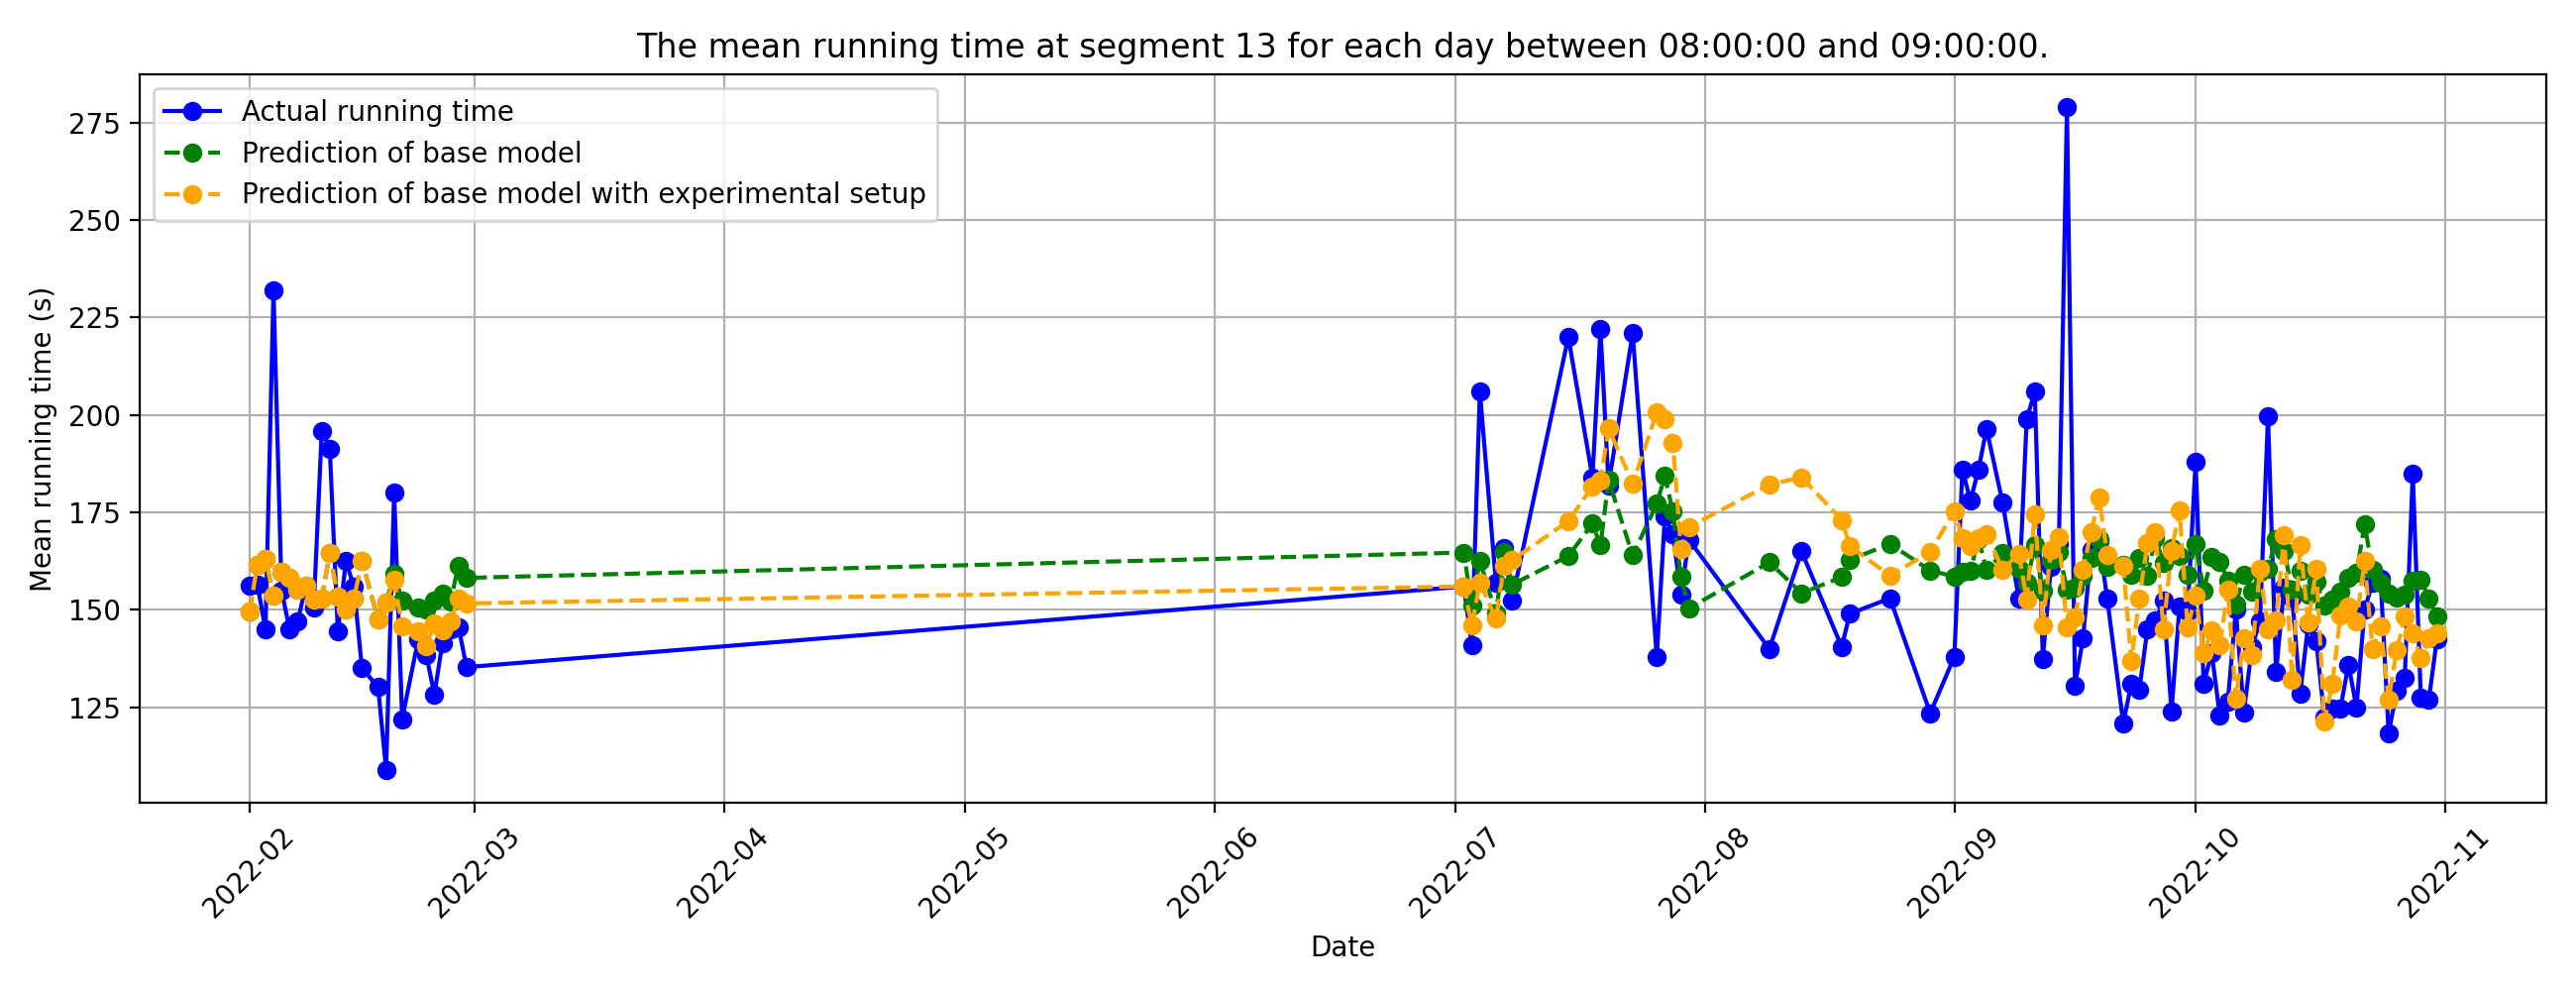 The mean running time at segment 13 for each day between 08:00:00 and 09:00:00.
Actual running time
Prediction of base model
Prediction of base model with experimental setup
Mean running time (s)
275
250
225
200
175
150
125
2022-02
2022-03
2022-04
2022-05
2022-06
2022-07
2022-08
2022-09
2022-10
2022-11
Date